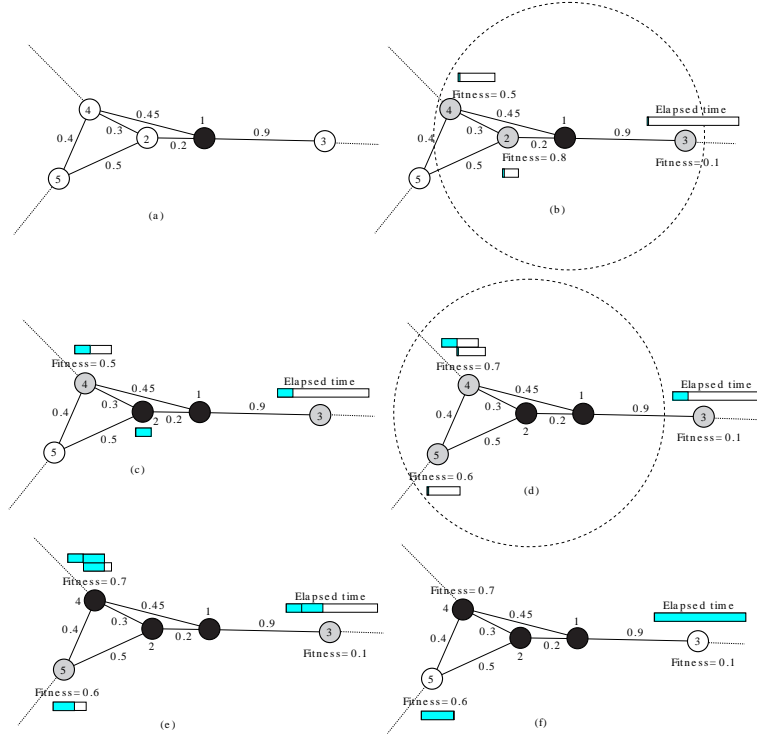 4
0.45
1
0.3
2
0.2
0.9
3
0.4
0.5
5
(a)
Fitness=0.5
4
0.45
1
Elapsed time
0.3
2
0.2
0.9
3
0.4
0.5
Fitness=0.8
Fitness=0.1
5
(b)
Fitness=0.5
4
0.45
1
Elapsed time
0.3
2
0.2
0.9
3
0.4
0.5
5
(c)
Fitness=0.7
4
0.45
1
Elapsed time
0.3
2
0.2
0.9
3
0.4
0.5
Fitness=0.1
5
Fitness=0.6
(d)
Fitness=0.7
4
0.45
1
Elapsed time
0.3
2
0.2
0.9
3
0.4
0.5
Fitness=0.1
5
Fitness=0.6
(e)
Fitness=0.7
4
0.45
1
Elapsed time
0.3
2
0.2
0.9
3
0.4
0.5
Fitness=0.1
5
Fitness=0.6
(f)